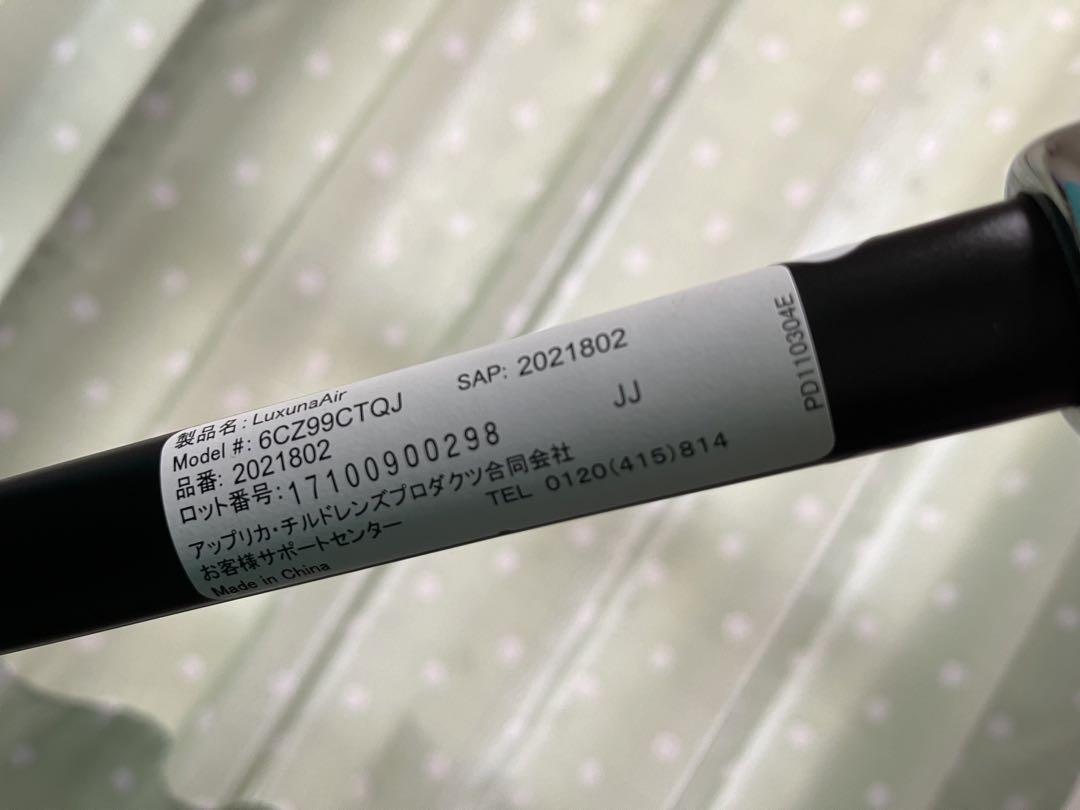 製品名: LuxunaAir
Model #: 6CZ99CTQJ SAP: 2021802
品番: 2021802
ロット番号:17100900298 JJ
アップリカ・チルドレンズプロダクツ合同会社
お客様サポートセンター TEL 0120(415)814
Made in China
PD1110304E